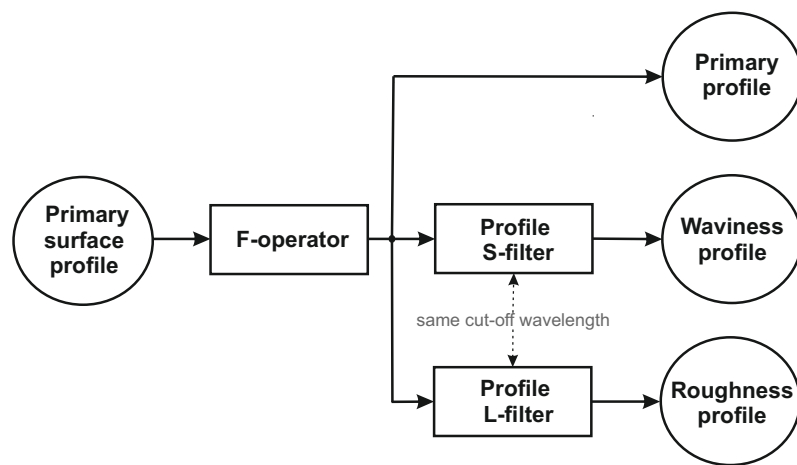 Primary
profile
Primary
surface
profile
F-operator
Profile
S-filter
Waviness
profile
same cut-off wavelength
Profile
L-filter
Roughness
profile